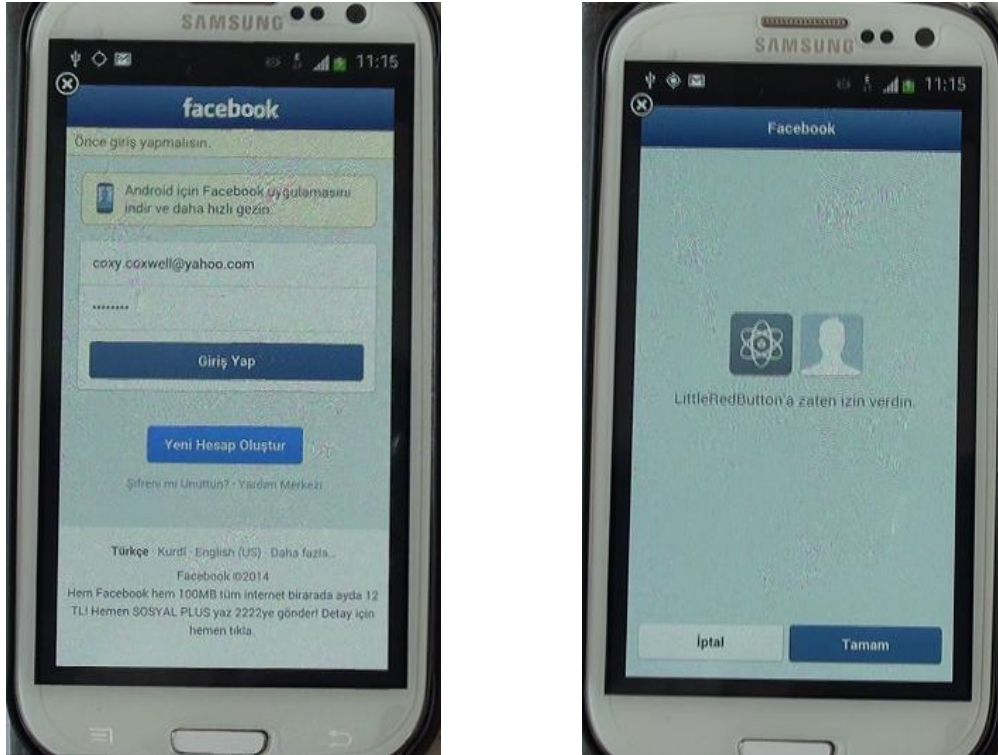 SAMSUNG
11:15
facebook
Önce giriş yapmalısın.
Android için Facebook uygulamasını
indir ve daha hızlı gezin.
coxy.coxwell@yahoo.com
••••••••
Giriş Yap
Yeni Hesap Oluştur
Şifreni mi Unuttun? · Yardım Merkezi
Türkçe · Kurdî · English (US) · Daha fazla...
Facebook ©2014
Hem Facebook hem 100MB tüm internet birarada ayda 12
TL! Hemen SOSYAL PLUS yaz 2222ye gönder! Detay için
hemen tıkla.
SAMSUNG
11:15
Facebook
LittleRedButton'a zaten izin verdin.
İptal
Tamam